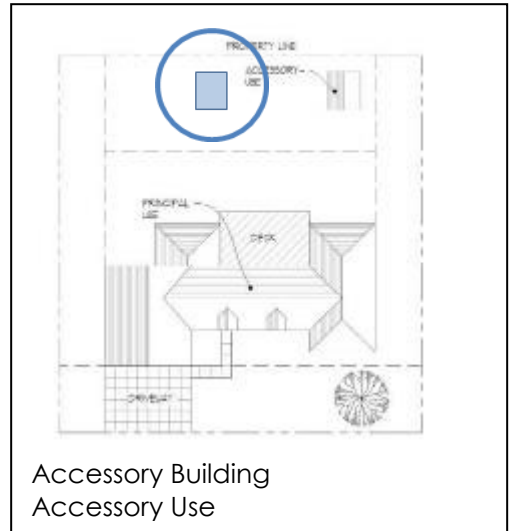 PROPERTY LINE
ACCESSORY
USE
PRINCIPAL
USE
DECK
DRIVEWAY
Accessory Building
Accessory Use